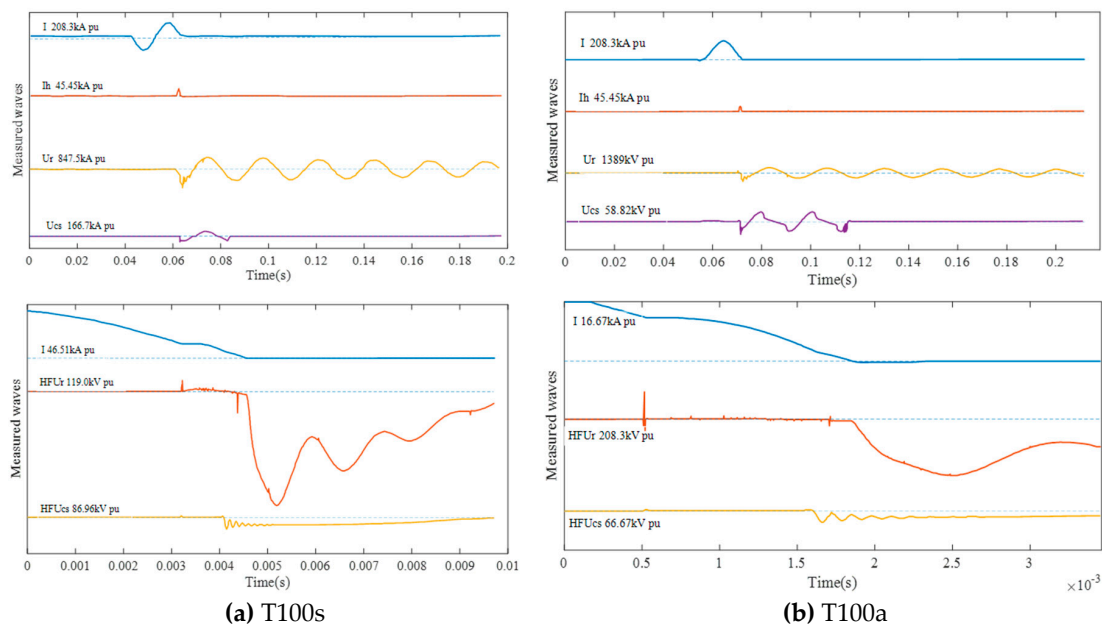 Measured waves
I 208.3kA pu
Ih 45.45kA pu
Ur 847.5kA pu
Ucs 166.7kA pu
0 0.02 0.04 0.06 0.08 0.1 0.12 0.14 0.16 0.18 0.2
Time(s)
Measured waves
I 208.3kA pu
Ih 45.45kA pu
Ur 1389kV pu
Ucs 58.82kV pu
0 0.02 0.04 0.06 0.08 0.1 0.12 0.14 0.16 0.18 0.2
Time(s)
Measured waves
I 46.51kA pu
HFUr 119.0kV pu
HFUcs 86.96kV pu
0 0.001 0.002 0.003 0.004 0.005 0.006 0.007 0.008 0.009 0.01
Time(s)
Measured waves
I 16.67kA pu
HFUr 208.3kV pu
HFUcs 66.67kV pu
0 0.5 1 1.5 2 2.5 3
Time(s)
×10⁻³
(a) T100s
(b) T100a